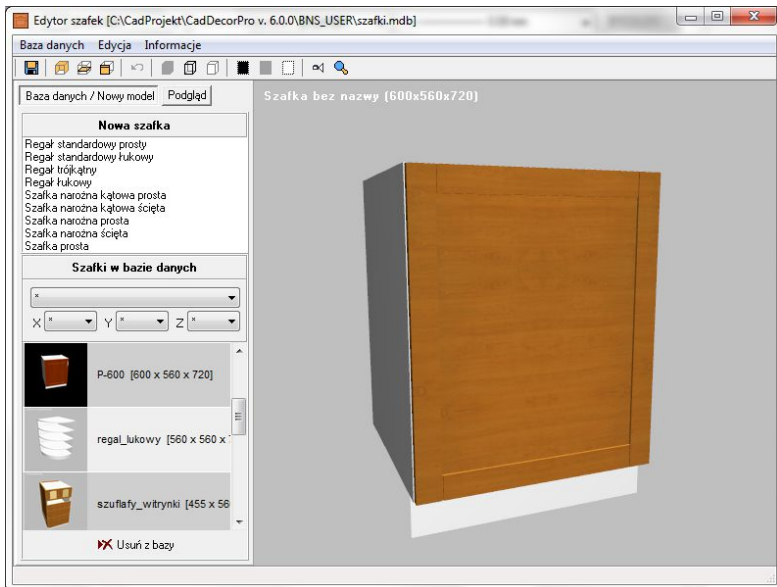 Edytor szafek [C:\CadProjekt\CadDecorPro v. 6.0.0\BNS_USER\szafki.mdb]
Baza danych Edycja Informacje
Baza danych / Nowy model Podgląd
Szafka bez nazwy (600x560x720)
Nowa szafka
Regał standardowy prosty
Regał standardowy łukowy
Regał trójkątny
Regał łukowy
Szafka narożna kątowa prosta
Szafka narożna kątowa ścięta
Szafka narożna prosta
Szafka narożna ścięta
Szafka prosta
Szafki w bazie danych
*
X * Y * Z *
P-600 [600 x 560 x 720]
regal_lukowy [560 x 560 x
szuflafy_witrynki [455 x 56
Usuń z bazy